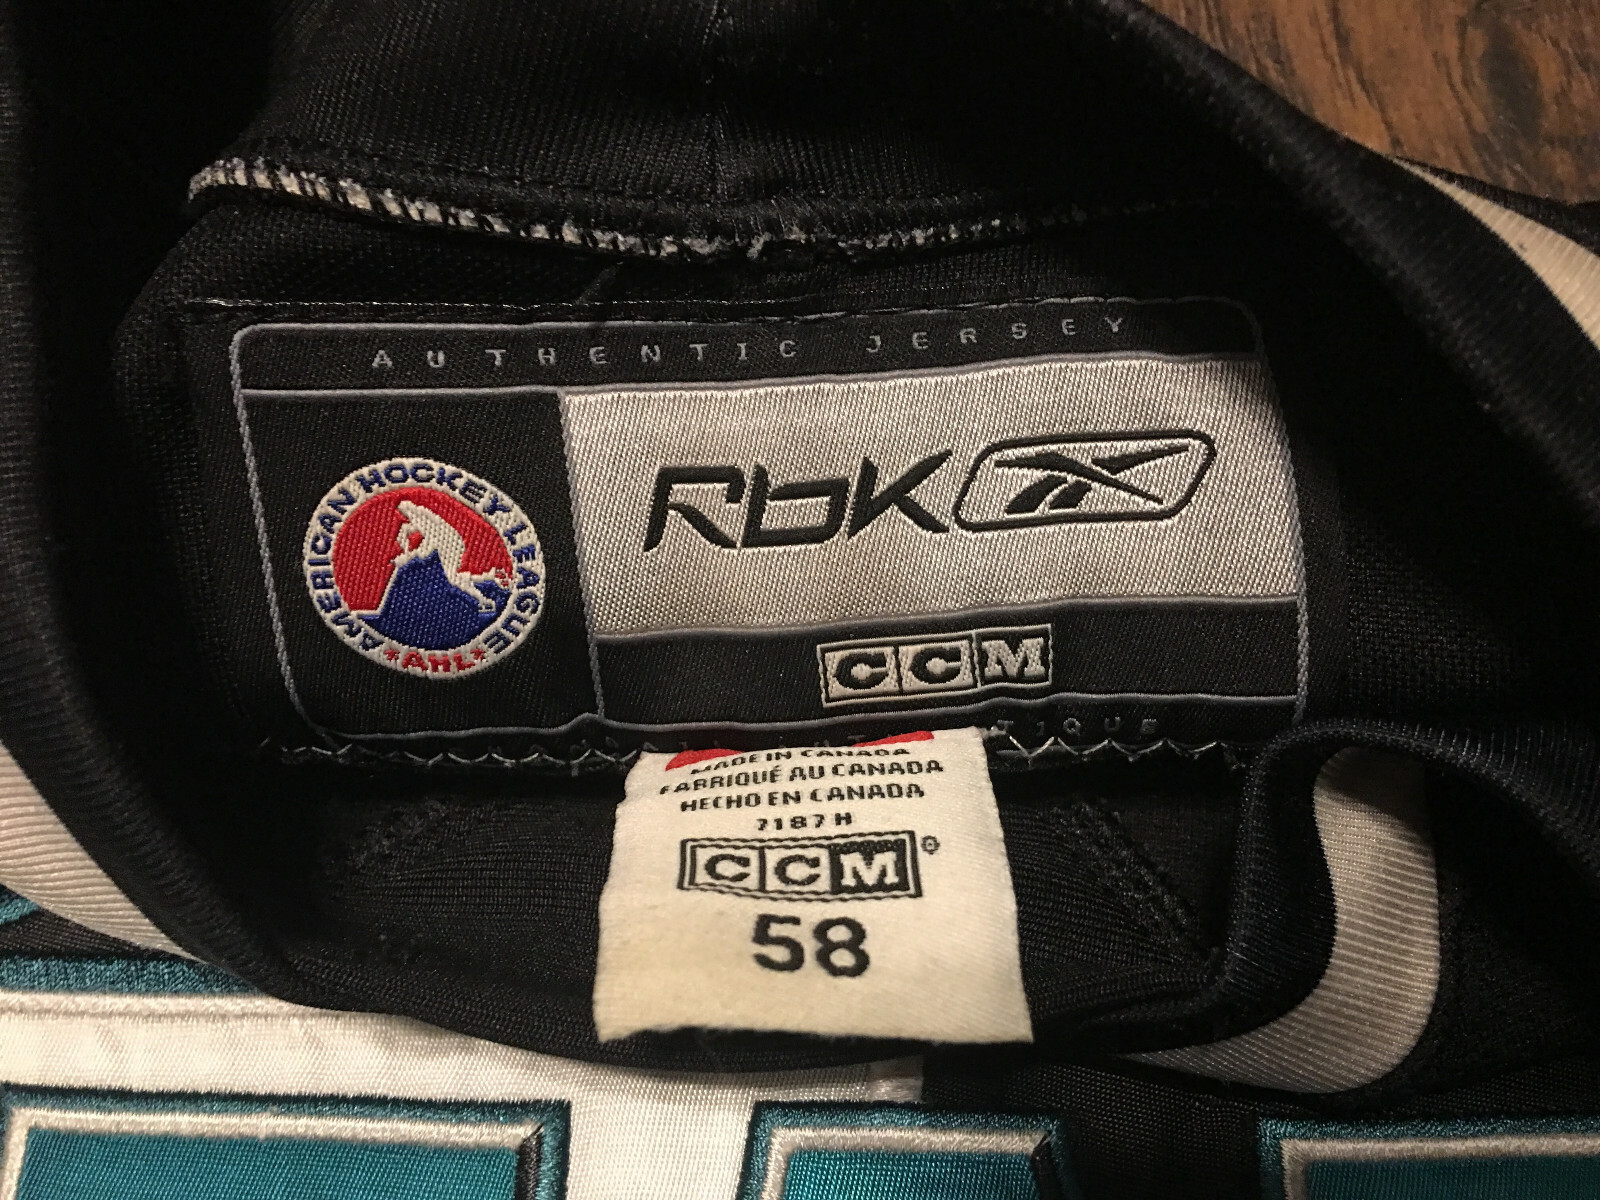 AUTHENTIC JERSEY
AMERICAN HOCKEY LEAGUE
*AHL*
RbK
CCM
MADE IN CANADA
FABRIQUÉ AU CANADA
HECHO EN CANADA
7187 H
CCM®
58